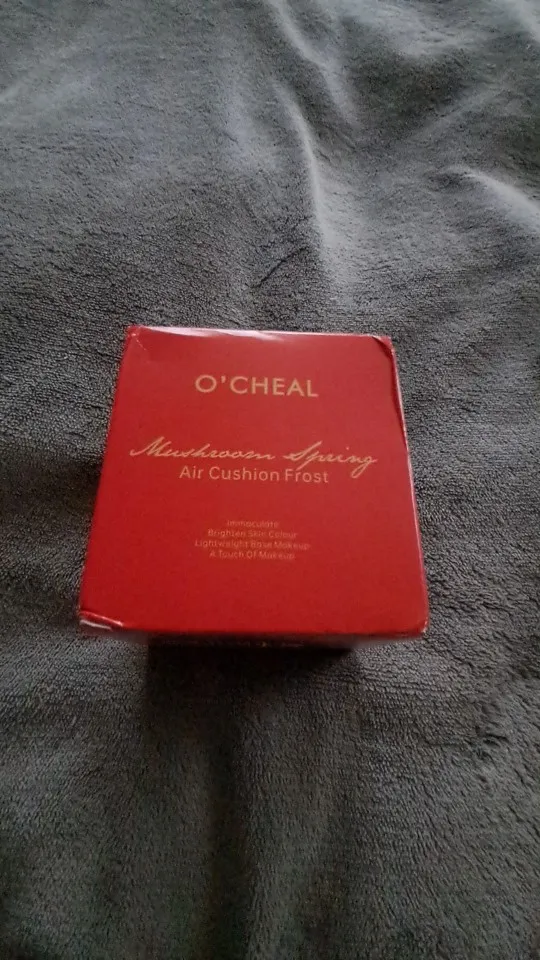 O'CHEAL
Mushroom Spring
Air Cushion Frost
Immaculate
Brighten Skin Colour
Lightweight Base Makeup
A Touch Of Makeup